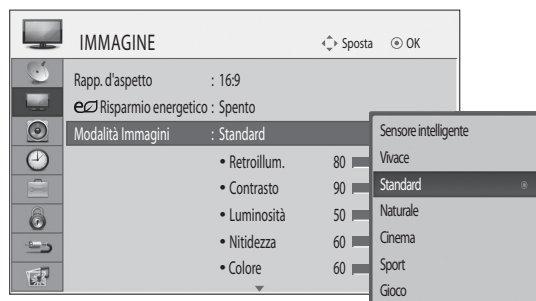 IMMAGINE Sposta OK
Rapp. d'aspetto : 16:9
Risparmio energetico : Spento
Modalità Immagini : Standard
• Retroillum. 80
• Contrasto 90
• Luminosità 50
• Nitidezza 60
• Colore 60
Sensore intelligente
Vivace
Standard
Naturale
Cinema
Sport
Gioco